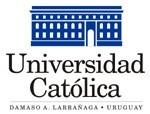 Universidad
Católica
DAMASO A. LARRAÑAGA • URUGUAY